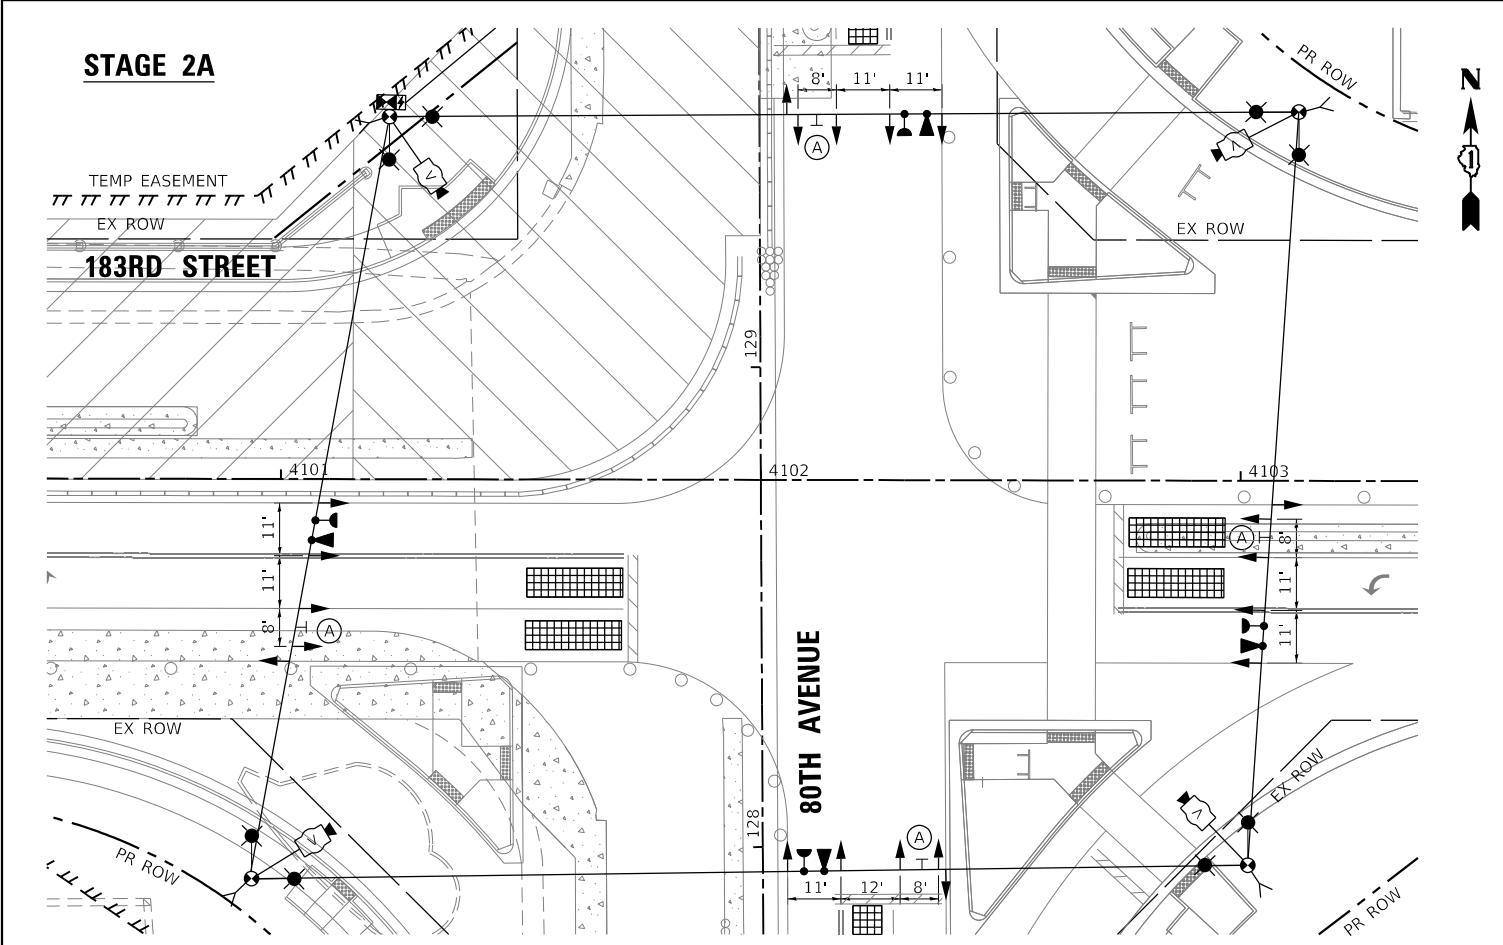 STAGE 2A
8'
11'
11'
PR ROW
N
1
A
V
V
TEMP EASEMENT
EX ROW
EX ROW
183RD STREET
129
4101
4102
4103
11'
11'
8'
A
A
8'
11'
11'
80TH AVENUE
EX ROW
EX ROW
128
V
V
A
PR ROW
11'
12'
8'
PR ROW